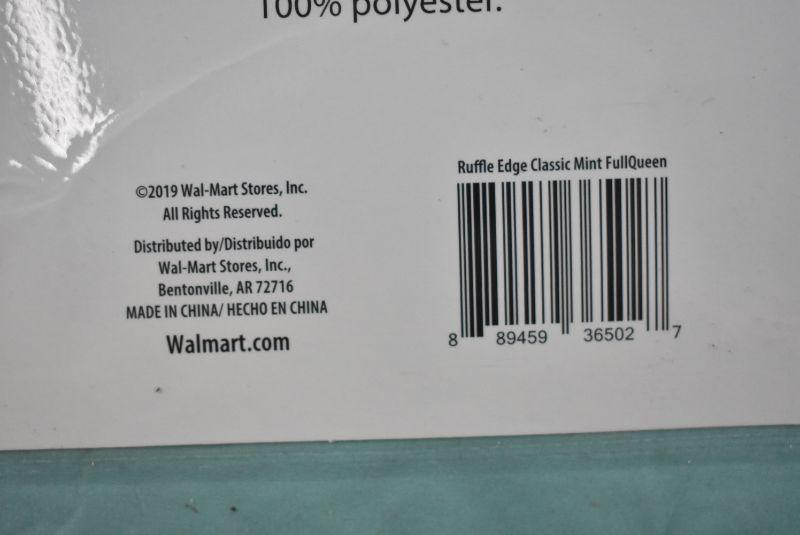 100% polyester.
©2019 Wal-Mart Stores, Inc.
All Rights Reserved.
Distributed by/Distribuido por
Wal-Mart Stores, Inc.,
Bentonville, AR 72716
MADE IN CHINA/ HECHO EN CHINA
Walmart.com
Ruffle Edge Classic Mint FullQueen
8 89459 36502 7